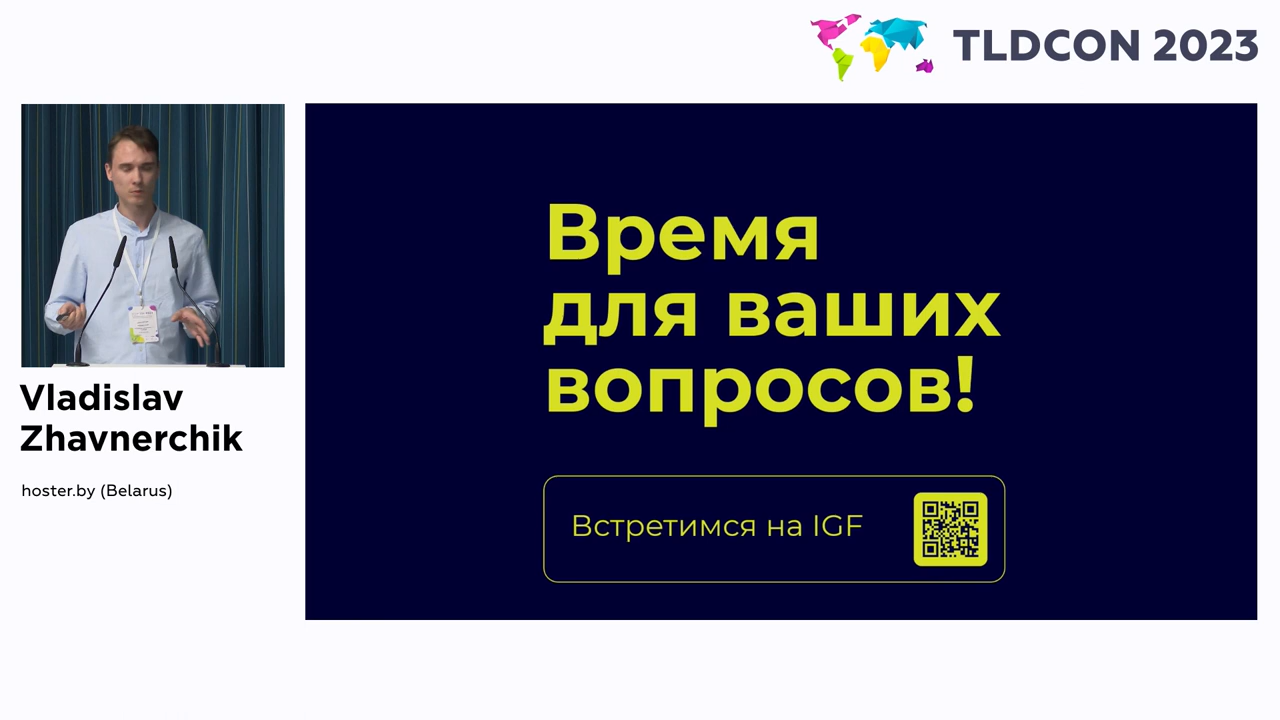 TLDCON 2023
Время
для ваших
вопросов!
Встретимся на IGF
Vladislav
Zhavnerchik
hoster.by (Belarus)